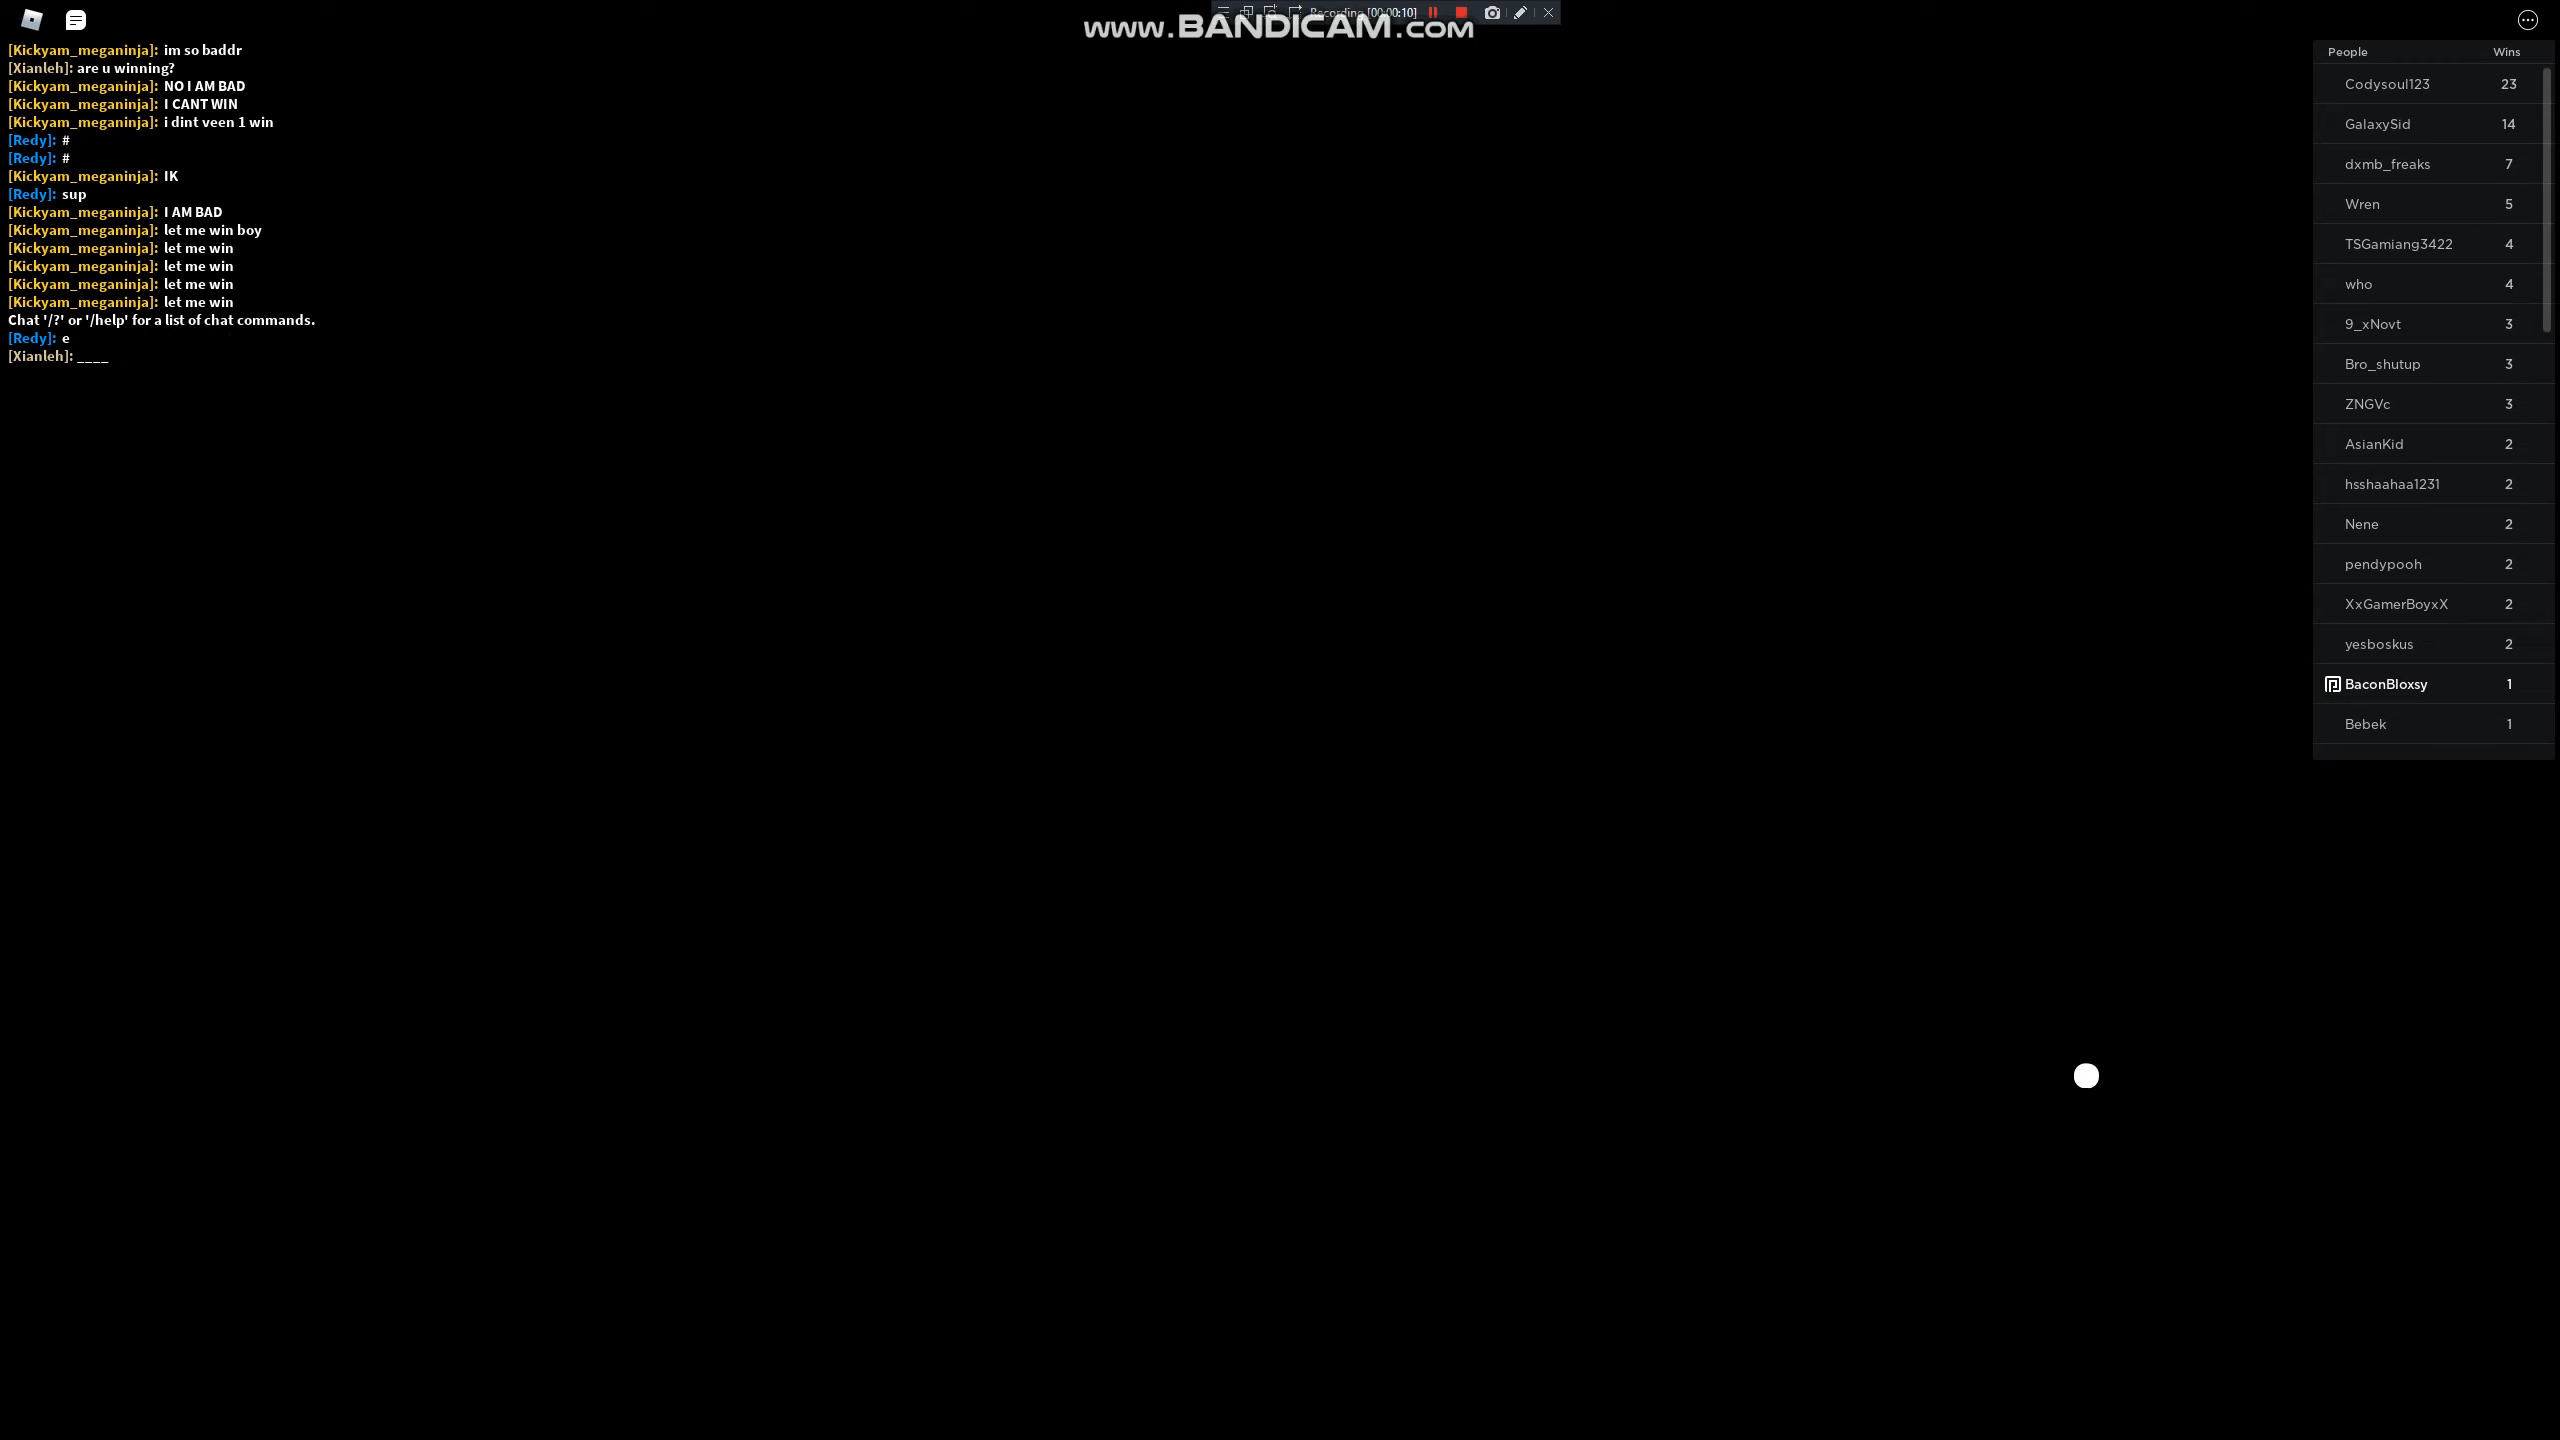 Recording [00:00:10]
www.BANDICAM.com
[Kickyam_meganinja]: im so baddr
[Xianleh]: are u winning?
[Kickyam_meganinja]: NO I AM BAD
[Kickyam_meganinja]: I CANT WIN
[Kickyam_meganinja]: i dint veen 1 win
[Redy]: #
[Redy]: #
[Kickyam_meganinja]: IK
[Redy]: sup
[Kickyam_meganinja]: I AM BAD
[Kickyam_meganinja]: let me win boy
[Kickyam_meganinja]: let me win
[Kickyam_meganinja]: let me win
[Kickyam_meganinja]: let me win
[Kickyam_meganinja]: let me win
Chat '/?' or '/help' for a list of chat commands.
[Redy]: e
[Xianleh]: ____
People Wins
Codysoul123 23
GalaxySid 14
dxmb_freaks 7
Wren 5
TSGamiang3422 4
who 4
9_xNovt 3
Bro_shutup 3
ZNGVc 3
AsianKid 2
hsshaahaa1231 2
Nene 2
pendypooh 2
XxGamerBoyxX 2
yesboskus 2
BaconBloxsy 1
Bebek 1